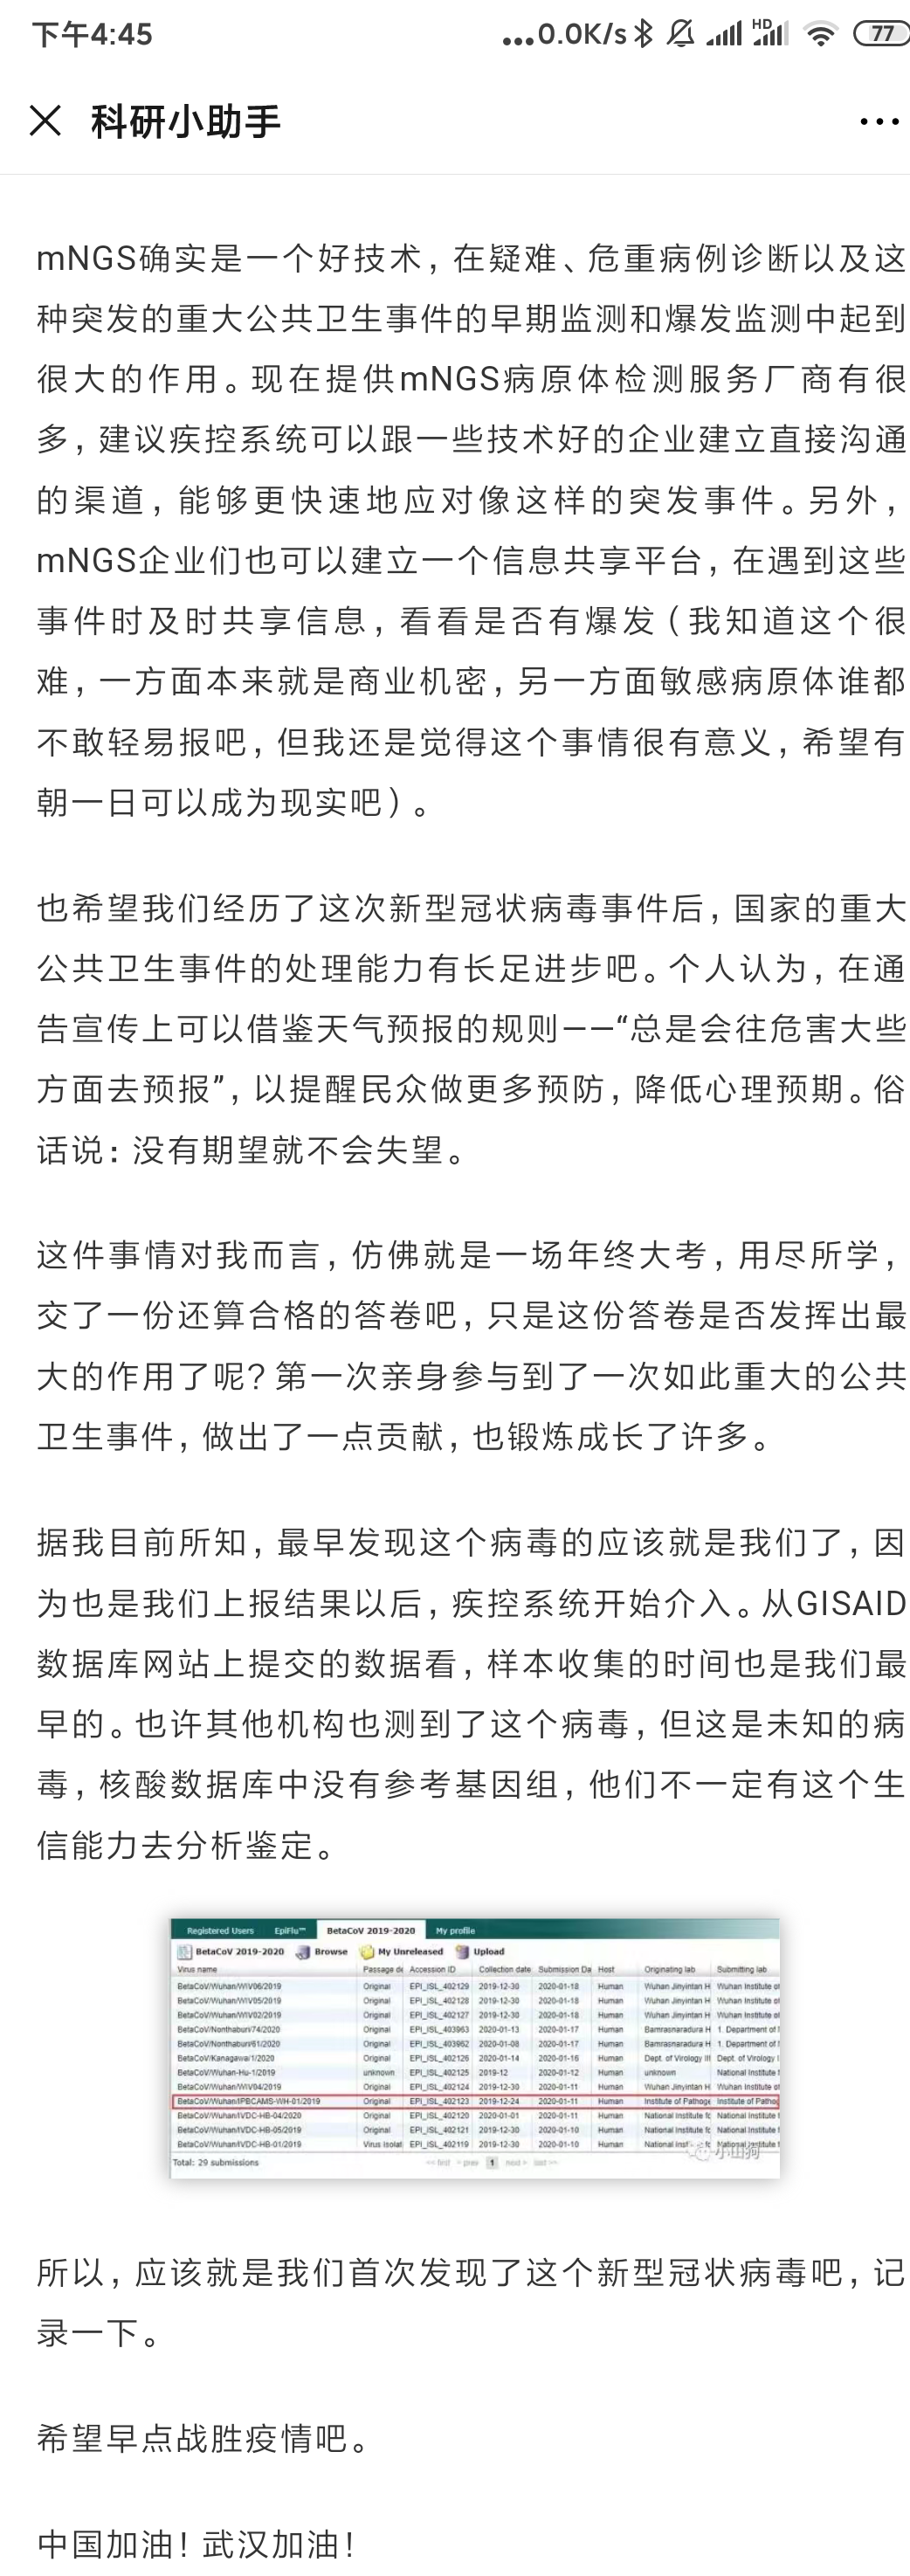 下午4:45
...0.0K/s HD 77
科研小助手
mNGS确实是一个好技术，在疑难、危重病例诊断以及这
种突发的重大公共卫生事件的早期监测和爆发监测中起到
很大的作用。现在提供mNGS病原体检测服务厂商有很
多，建议疾控系统可以跟一些技术好的企业建立直接沟通
的渠道，能够更快速地应对像这样的突发事件。另外，
mNGS企业们也可以建立一个信息共享平台，在遇到这些
事件时及时共享信息，看看是否有爆发（我知道这个很
难，一方面本来就是商业机密，另一方面敏感病原体谁都
不敢轻易报吧，但我还是觉得这个事情很有意义，希望有
朝一日可以成为现实吧）。
也希望我们经历了这次新型冠状病毒事件后，国家的重大
公共卫生事件的处理能力有长足进步吧。个人认为，在通
告宣传上可以借鉴天气预报的规则——“总是会往危害大些
方面去预报”，以提醒民众做更多预防，降低心理预期。俗
话说：没有期望就不会失望。
这件事情对我而言，仿佛就是一场年终大考，用尽所学，
交了一份还算合格的答卷吧，只是这份答卷是否发挥出最
大的作用了呢？第一次亲身参与到了一次如此重大的公共
卫生事件，做出了一点贡献，也锻炼成长了许多。
据我目前所知，最早发现这个病毒的应该就是我们了，因
为也是我们上报结果以后，疾控系统开始介入。从GISAID
数据库网站上提交的数据看，样本收集的时间也是我们最
早的。也许其他机构也测到了这个病毒，但这是未知的病
毒，核酸数据库中没有参考基因组，他们不一定有这个生
信能力去分析鉴定。
Registered Users EpiFlu™ BetaCoV 2019-2020 My profile
BetaCoV 2019-2020 Browse My Unreleased Upload
Virus name Passage de Accession ID Collection date Submission Da Host Originating lab Submitting lab
BetaCoV/Wuhan/WIV06/2019 Original EPI_ISL_402129 2019-12-30 2020-01-18 Human Wuhan Jinyintan H Wuhan Institute of
BetaCoV/Wuhan/WIV05/2019 Original EPI_ISL_402128 2019-12-30 2020-01-18 Human Wuhan Jinyintan H Wuhan Institute of
BetaCoV/Wuhan/WIV02/2019 Original EPI_ISL_402127 2019-12-30 2020-01-18 Human Wuhan Jinyintan H Wuhan Institute of
BetaCoV/Nonthaburi/74/2020 Original EPI_ISL_403963 2020-01-13 2020-01-17 Human Bamrasnaradura H 1. Department of
BetaCoV/Nonthaburi/61/2020 Original EPI_ISL_403962 2020-01-08 2020-01-17 Human Bamrasnaradura H 1. Department of
BetaCoV/Kanagawa/1/2020 Original EPI_ISL_402126 2020-01-14 2020-01-16 Human Dept. of Virology III Dept. of Virology
BetaCoV/Wuhan-Hu-1/2019 unknown EPI_ISL_402125 2019-12 2020-01-12 Human unknown National Institute
BetaCoV/Wuhan/WIV04/2019 Original EPI_ISL_402124 2019-12-30 2020-01-11 Human Wuhan Jinyintan H Wuhan Institute of
BetaCoV/Wuhan/IPBCAMS-WH-01/2019 Original EPI_ISL_402123 2019-12-24 2020-01-11 Human Institute of Pathoge Institute of Pathog
BetaCoV/Wuhan/IVDC-HB-04/2020 Original EPI_ISL_402120 2020-01-01 2020-01-11 Human National Institute fc National Institute
BetaCoV/Wuhan/IVDC-HB-05/2019 Original EPI_ISL_402121 2019-12-30 2020-01-10 Human National Institute fc National Institute
BetaCoV/Wuhan/IVDC-HB-01/2019 Virus Isolat EPI_ISL_402119 2019-12-30 2020-01-10 Human National National Institute
Total: 29 submissions << first < prev 1 next > last >>
小山狗
所以，应该就是我们首次发现了这个新型冠状病毒吧，记
录一下。
希望早点战胜疫情吧。
中国加油！武汉加油！